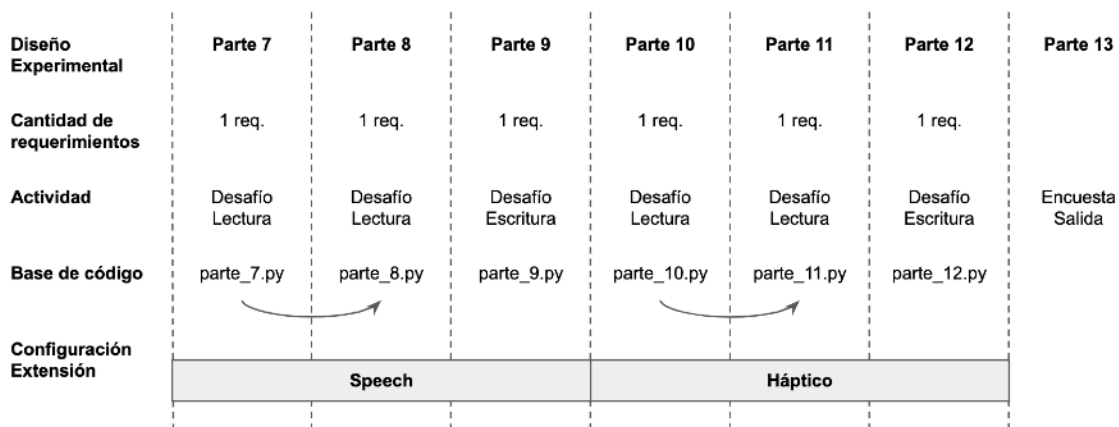 Diseño Experimental Parte 7 Parte 8 Parte 9 Parte 10 Parte 11 Parte 12 Parte 13
Cantidad de requerimientos 1 req. 1 req. 1 req. 1 req. 1 req. 1 req.
Actividad Desafío Lectura Desafío Lectura Desafío Escritura Desafío Lectura Desafío Lectura Desafío Escritura Encuesta Salida
Base de código parte_7.py parte_8.py parte_9.py parte_10.py parte_11.py parte_12.py
Configuración Extensión Speech Háptico